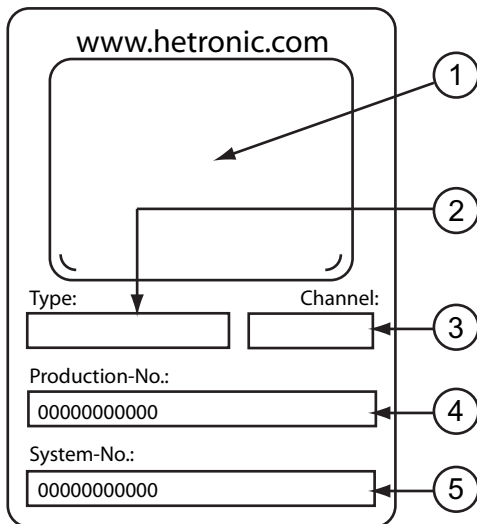 www.hetronic.com
1
2
Type: Channel:
3
Production-No.:
00000000000
4
System-No.:
00000000000
5